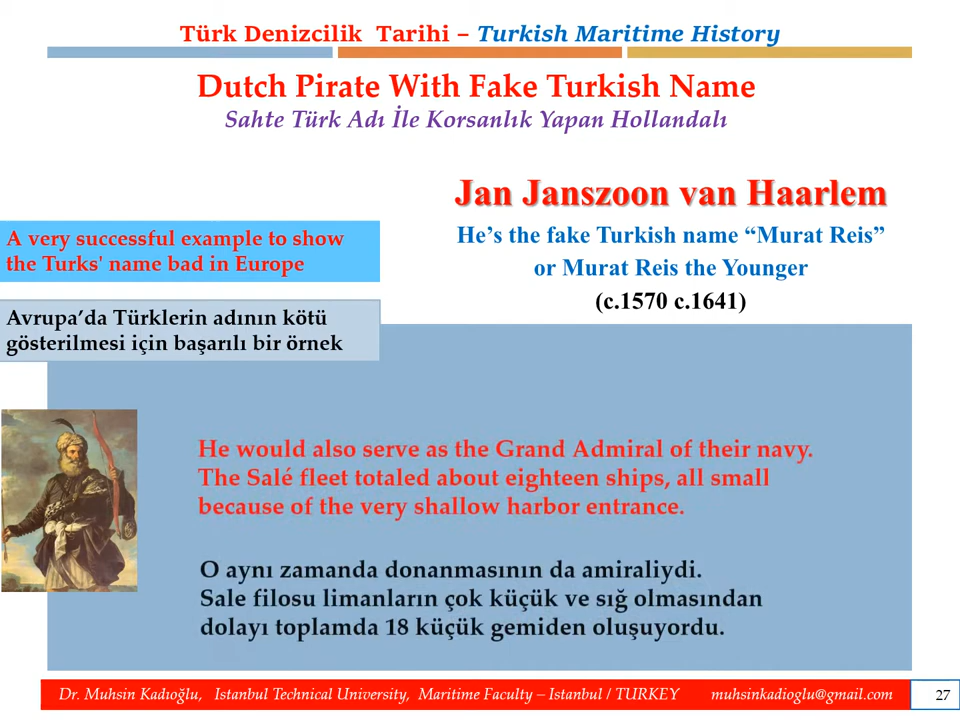 Türk Denizcilik Tarihi – Turkish Maritime History
Dutch Pirate With Fake Turkish Name
Sahte Türk Adı İle Korsanlık Yapan Hollandalı
Jan Janszoon van Haarlem
He’s the fake Turkish name “Murat Reis”
or Murat Reis the Younger
(c.1570 c.1641)
A very successful example to show
the Turks' name bad in Europe
Avrupa’da Türklerin adının kötü
gösterilmesi için başarılı bir örnek
He would also serve as the Grand Admiral of their navy.
The Salé fleet totaled about eighteen ships, all small
because of the very shallow harbor entrance.
O aynı zamanda donanmasının da amiraliydi.
Sale filosu limanların çok küçük ve sığ olmasından
dolayı toplamda 18 küçük gemiden oluşuyordu.
Dr. Muhsin Kadıoğlu, Istanbul Technical University, Maritime Faculty – Istanbul / TURKEY muhsinkadioglu@gmail.com 27